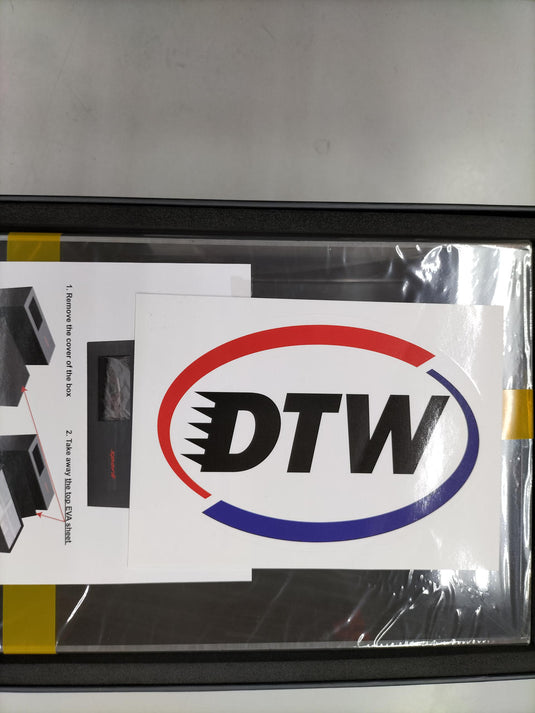 1. Remove the cover of the box
2. Take away the top EVA sheet
DTW